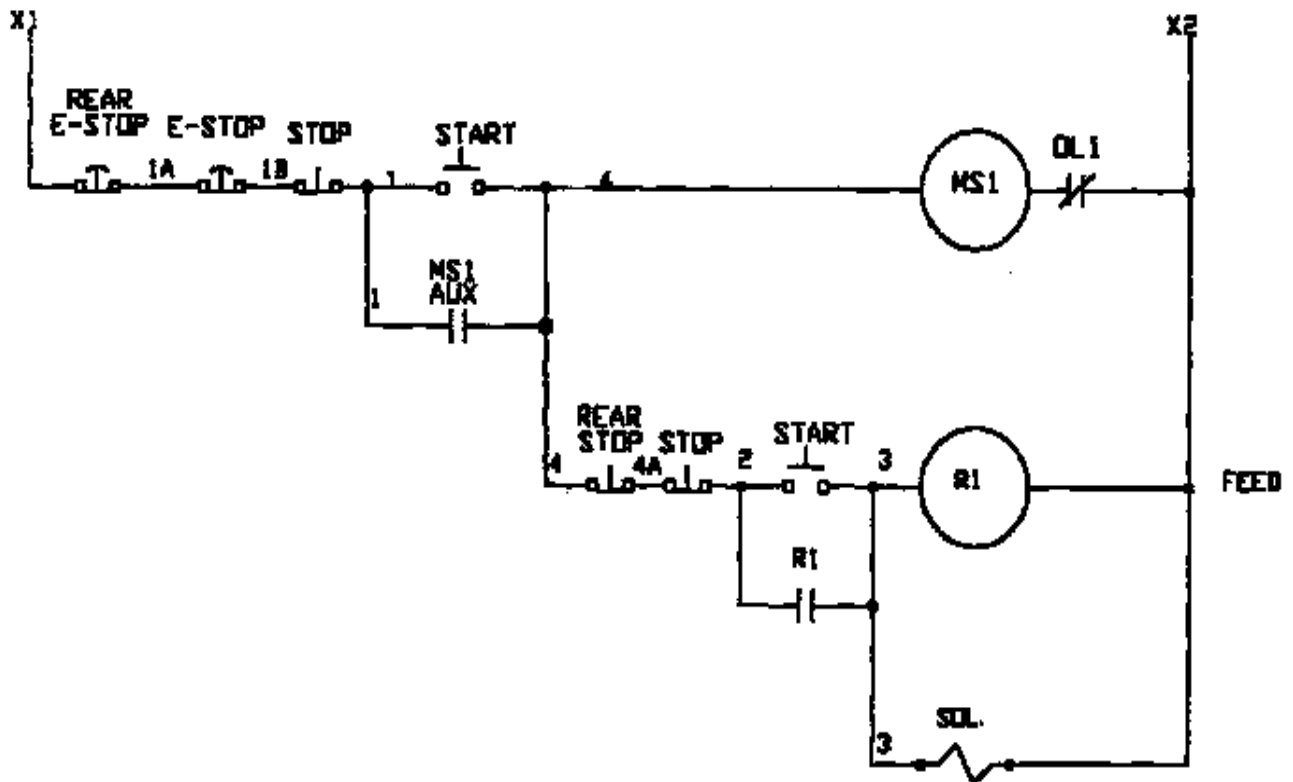 X1
X2
REAR
E-STOP E-STOP STOP START
1A 1B 1 4
MS1 OL1
MS1
AUX
1
REAR
STOP STOP START
4 4A 2 3
R1
FEED
R1
SOL.
3